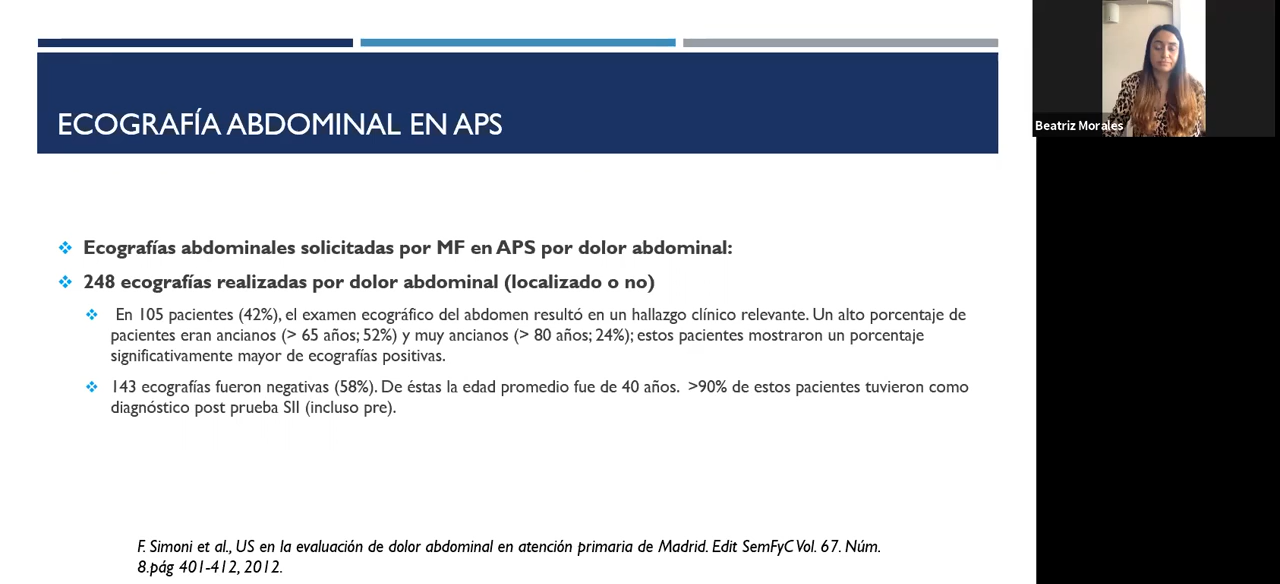 ECOGRAFÍA ABDOMINAL EN APS
Beatriz Morales
Ecografías abdominales solicitadas por MF en APS por dolor abdominal:
248 ecografías realizadas por dolor abdominal (localizado o no)
En 105 pacientes (42%), el examen ecográfico del abdomen resultó en un hallazgo clínico relevante. Un alto porcentaje de
pacientes eran ancianos (> 65 años; 52%) y muy ancianos (> 80 años; 24%); estos pacientes mostraron un porcentaje
significativamente mayor de ecografías positivas.
143 ecografías fueron negativas (58%). De éstas la edad promedio fue de 40 años. >90% de estos pacientes tuvieron como
diagnóstico post prueba SII (incluso pre).
F. Simoni et al., US en la evaluación de dolor abdominal en atención primaria de Madrid. Edit SemFyC Vol. 67. Núm.
8.pág 401-412, 2012.